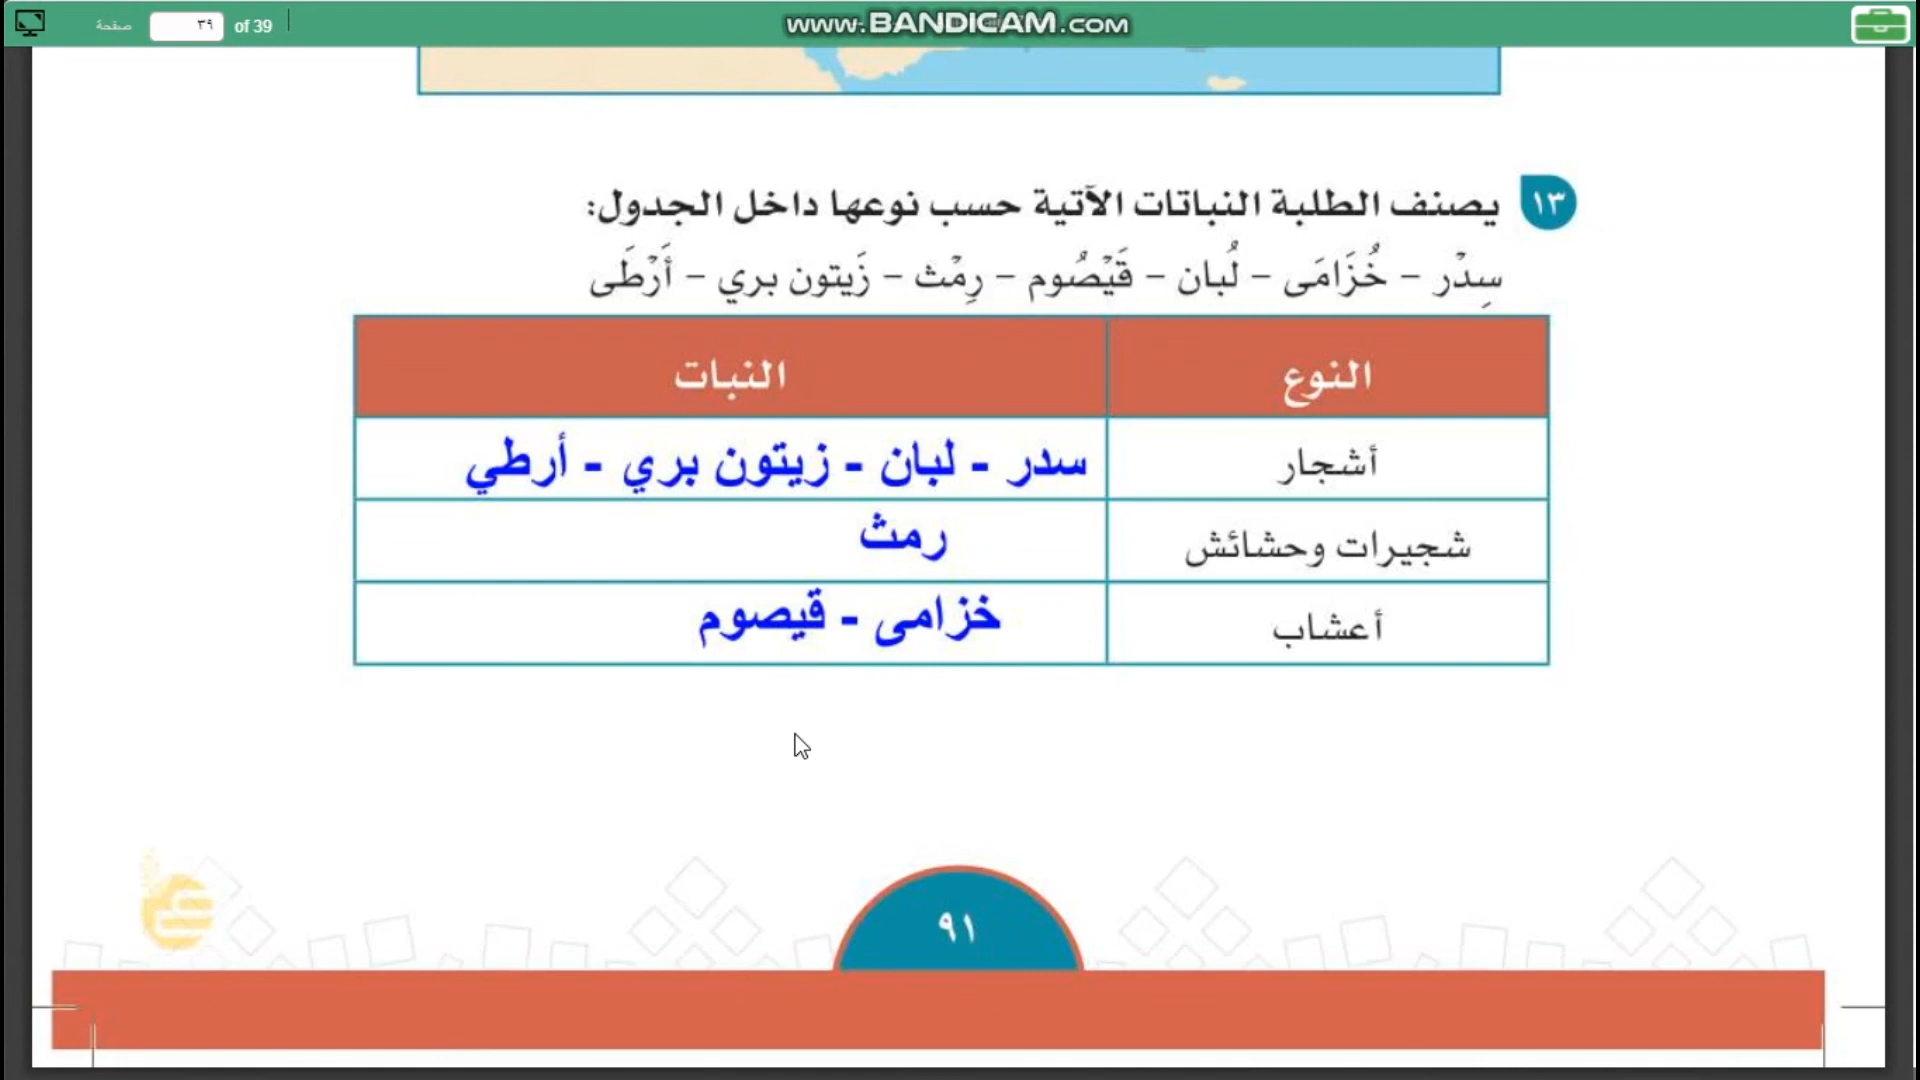 صفحة ٣٩ of 39
www.BANDICAM.com
١٣ يصنف الطلبة النباتات الآتية حسب نوعها داخل الجدول:
سِدْر – خُزَامَى – لُبان – قَيْصُوم – رِمْث – زَيتون بري – أَرْطَى
النوع النبات
أشجار سدر - لبان - زيتون بري - أرطي
شجيرات وحشائش رمث
أعشاب خزامى - قيصوم
٩١